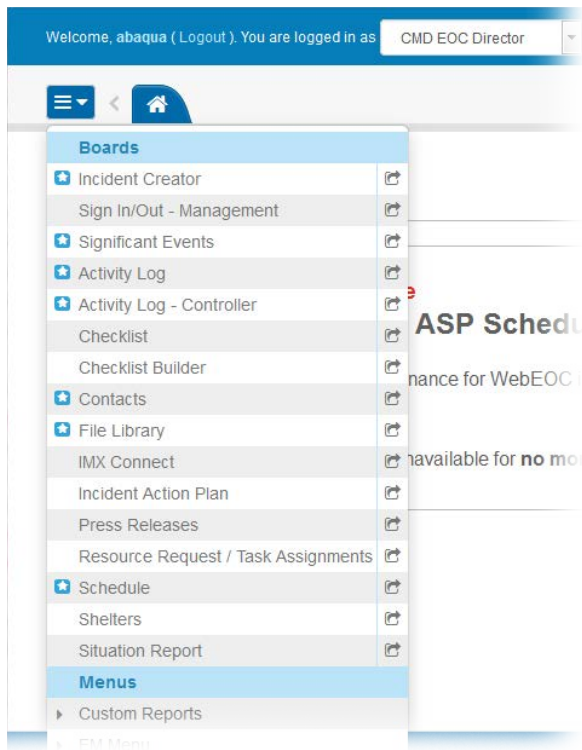 Welcome, abaqua ( Logout ). You are logged in as CMD EOC Director
Boards
Incident Creator
Sign In/Out - Management
Significant Events
Activity Log
Activity Log - Controller
Checklist
ASP Schedu
Checklist Builder
nance for WebEOC
Contacts
File Library
IMX Connect
navailable for no mo
Incident Action Plan
Press Releases
Resource Request / Task Assignments
Schedule
Shelters
Situation Report
Menus
Custom Reports
EM Menu